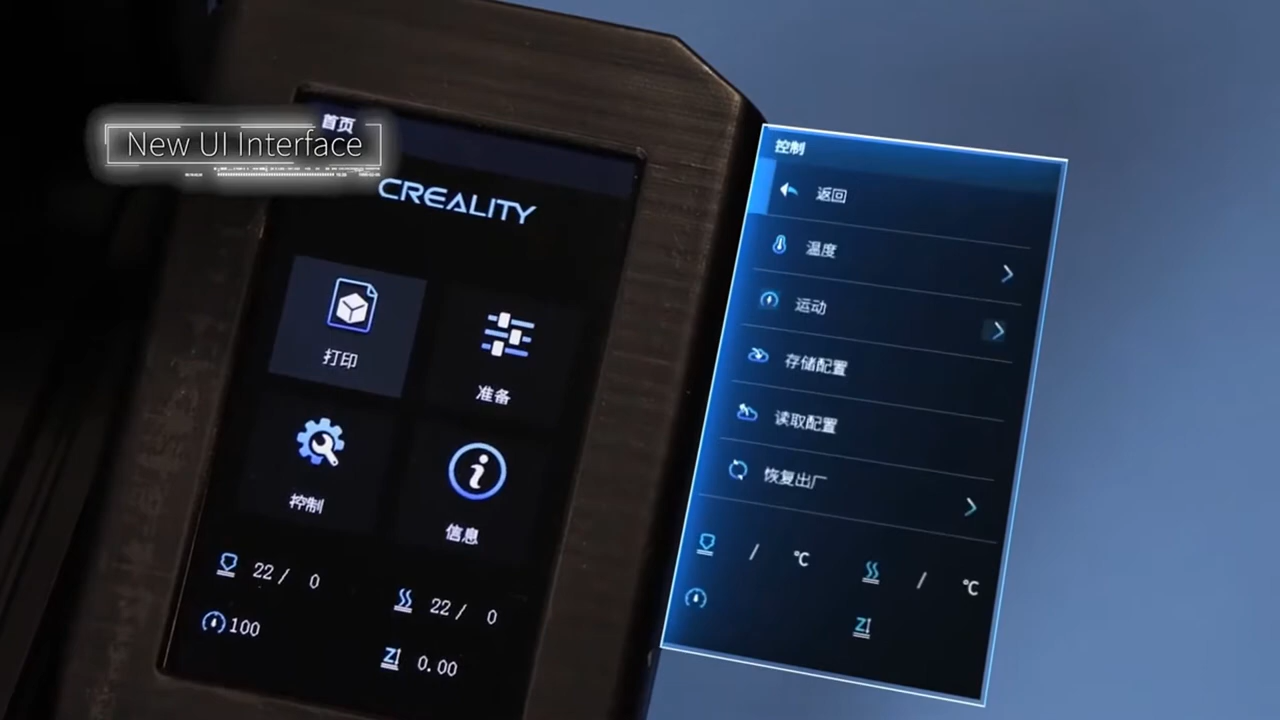 New UI Interface
首页
CREALITY
打印
准备
控制
信息
22 / 0
22 / 0
100
Z 0.00
控制
返回
温度
运动
存储配置
读取配置
恢复出厂
/ ℃
/ ℃
Z